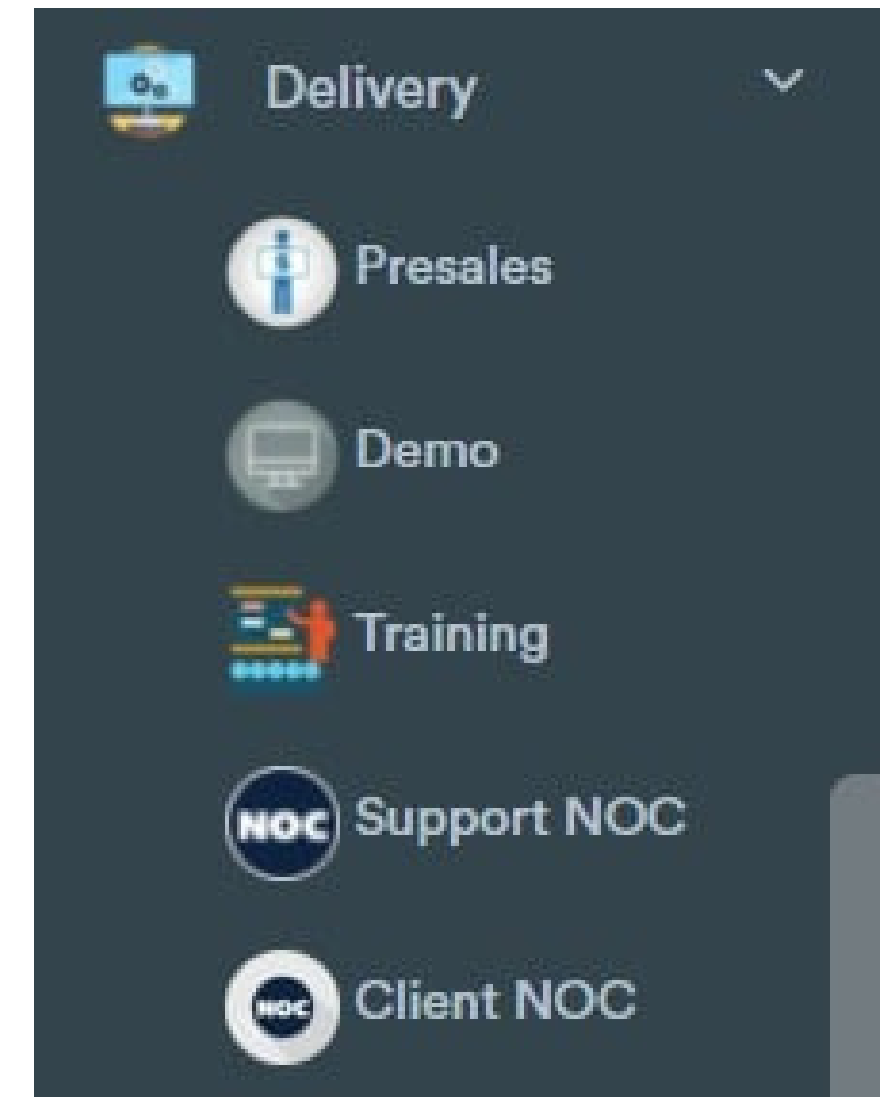 Delivery
Presales
Demo
Training
NOC Support NOC
NOC Client NOC